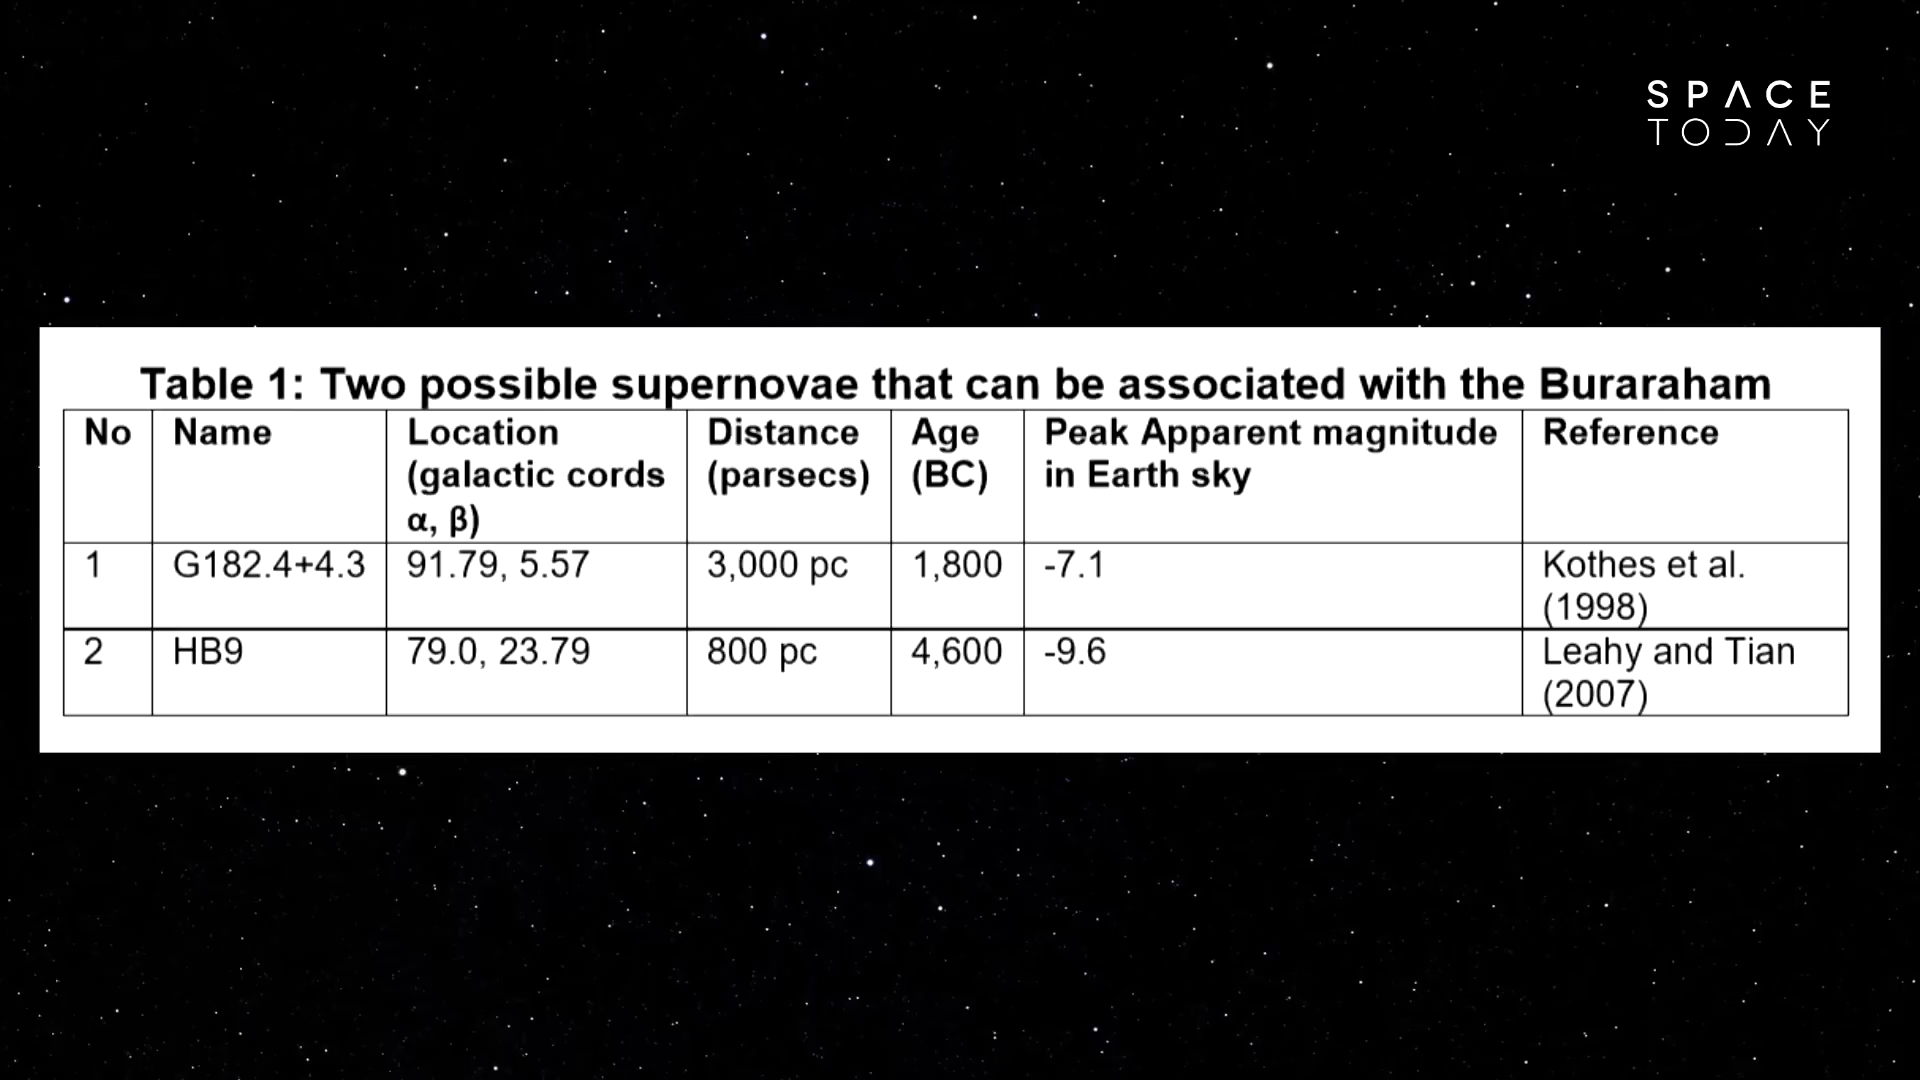 SPACE
TODAY
Table 1: Two possible supernovae that can be associated with the Buraraham
No Name Location Distance Age Peak Apparent magnitude Reference
(galactic cords (parsecs) (BC) in Earth sky
α, β)
1 G182.4+4.3 91.79, 5.57 3,000 pc 1,800 -7.1 Kothes et al.
(1998)
2 HB9 79.0, 23.79 800 pc 4,600 -9.6 Leahy and Tian
(2007)